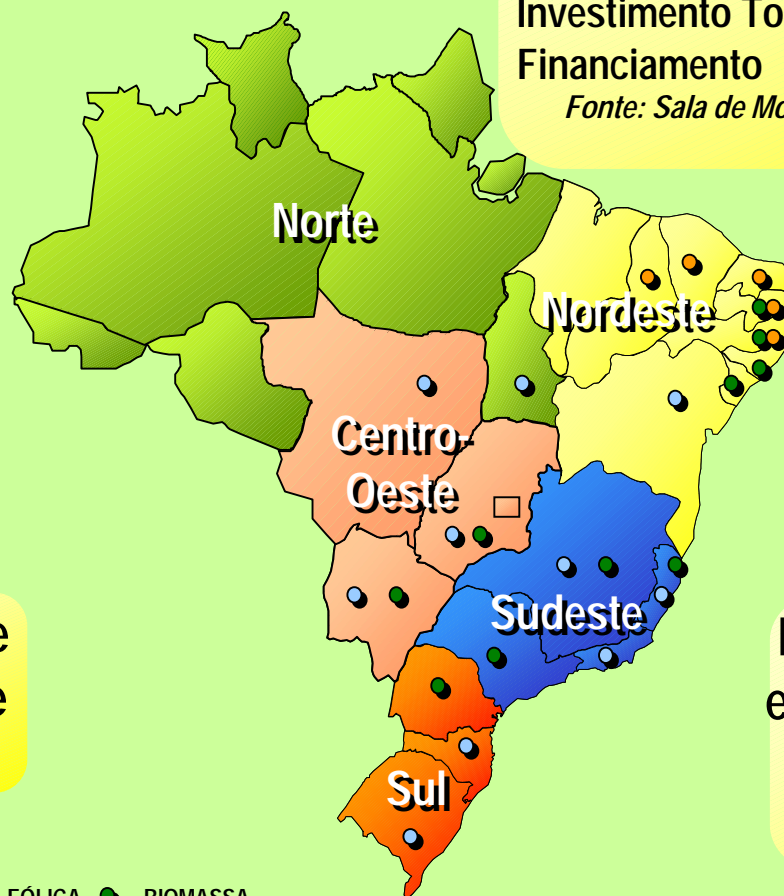 Investimento To
Financiamento
Fonte: Sala de Mo
Norte
Nordeste
Centro-
Oeste
Sudeste
e
e
e
Sul
EÓLICA BIOMASSA